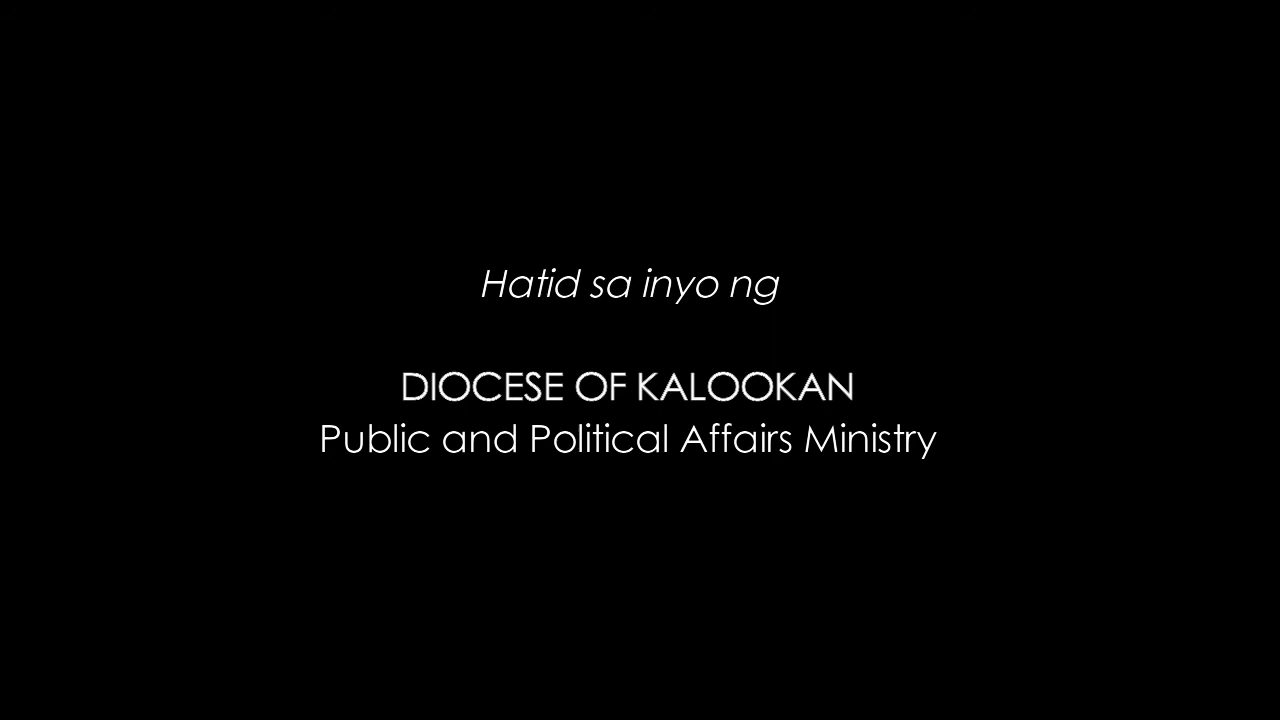 Hatid sa inyo ng
DIOCESE OF KALOOKAN
Public and Political Affairs Ministry